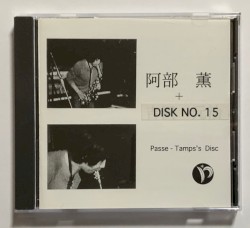 阿部 薫
+
DISK NO. 15
Passe-Tamps's Disc